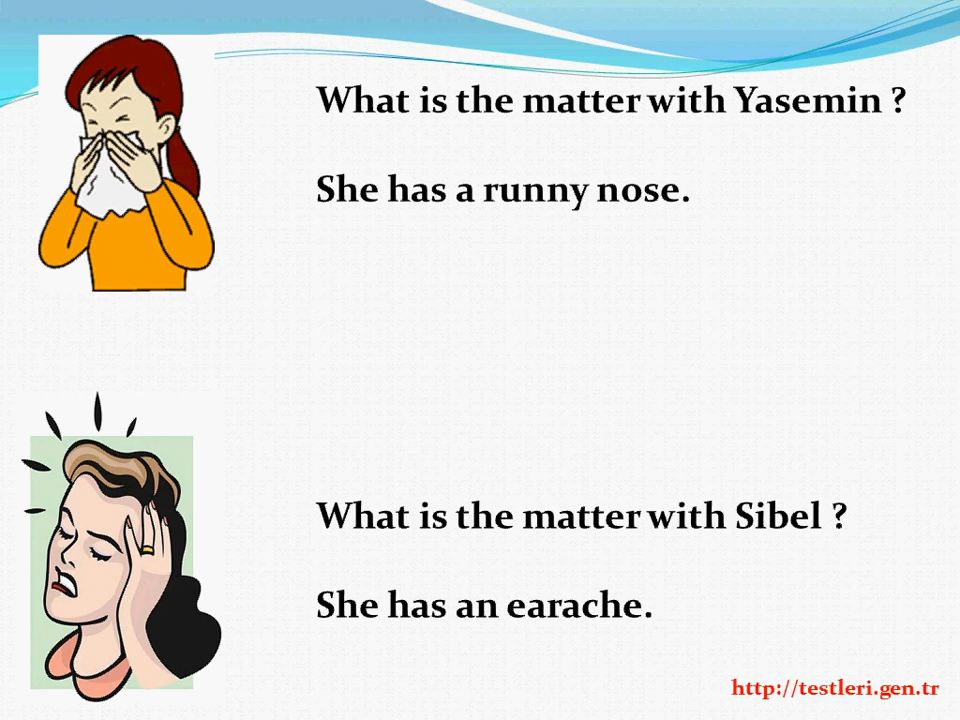 What is the matter with Yasemin ?
She has a runny nose.
What is the matter with Sibel ?
She has an earache.
http://testleri.gen.tr